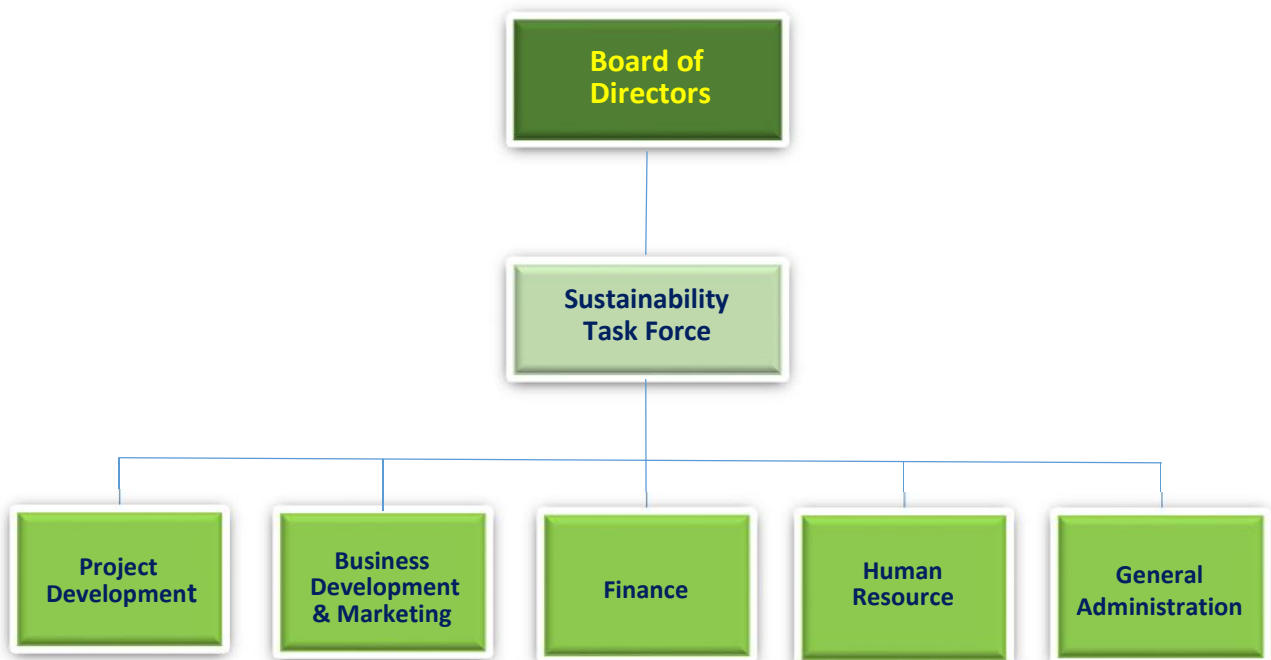 Board of
Directors
Sustainability
Task Force
Project
Development
Business
Development
& Marketing
Finance
Human
Resource
General
Administration